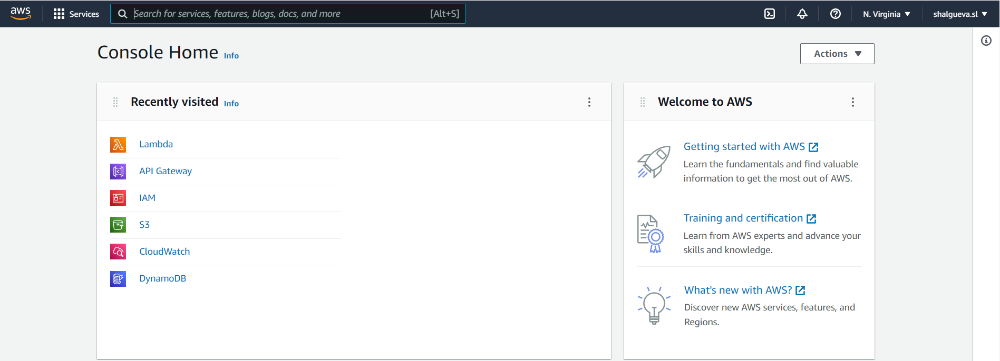 aws
Services
Search for services, features, blogs, docs, and more
[Alt+S]
N. Virginia
shalgueva.sl
Console Home
Info
Actions
Recently visited
Info
Lambda
API Gateway
IAM
S3
CloudWatch
DynamoDB
Welcome to AWS
Getting started with AWS
Learn the fundamentals and find valuable
information to get the most out of AWS.
Training and certification
Learn from AWS experts and advance your
skills and knowledge.
What's new with AWS?
Discover new AWS services, features, and
Regions.